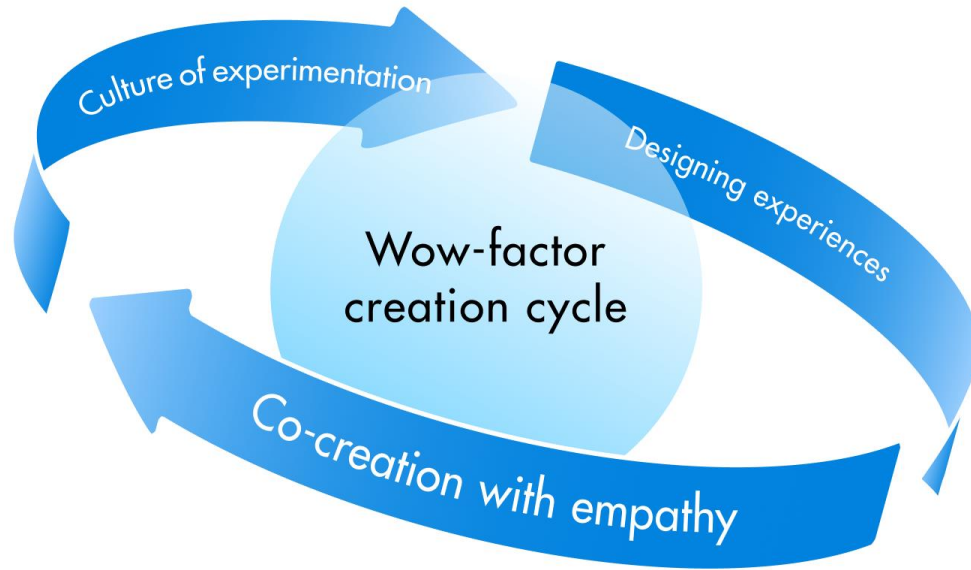 Culture of experimentation
Designing experiences
Wow-factor
creation cycle
Co-creation with empathy